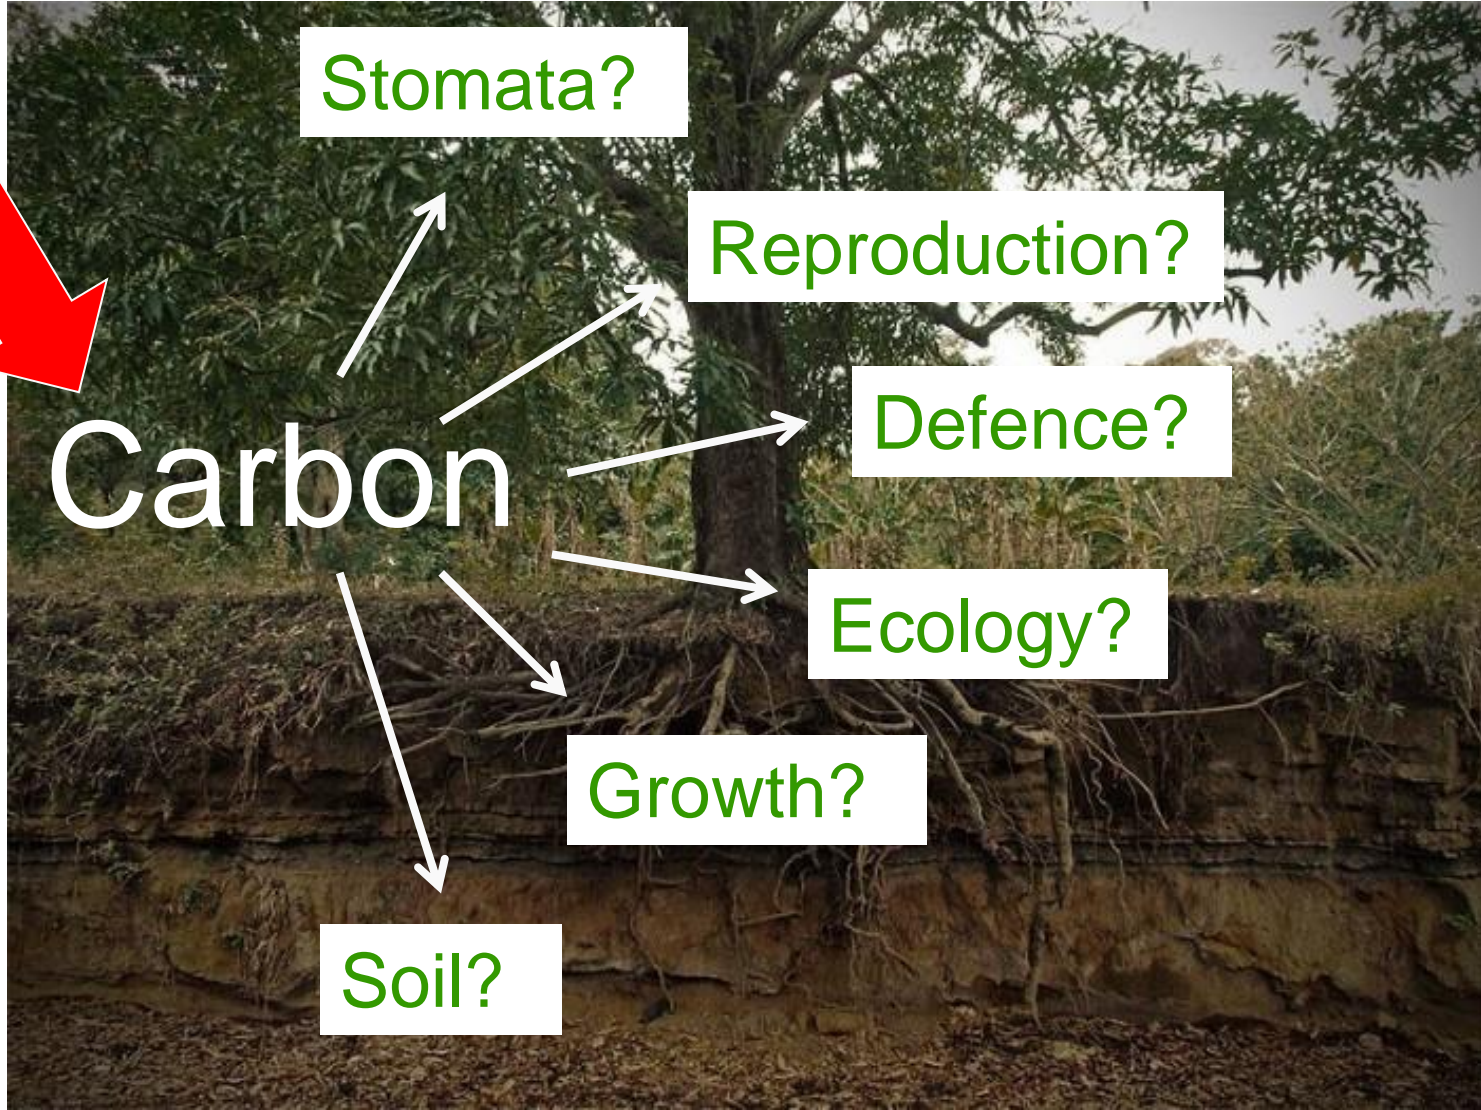 Stomata?
Reproduction?
Defence?
Carbon
Ecology?
Growth?
Soil?